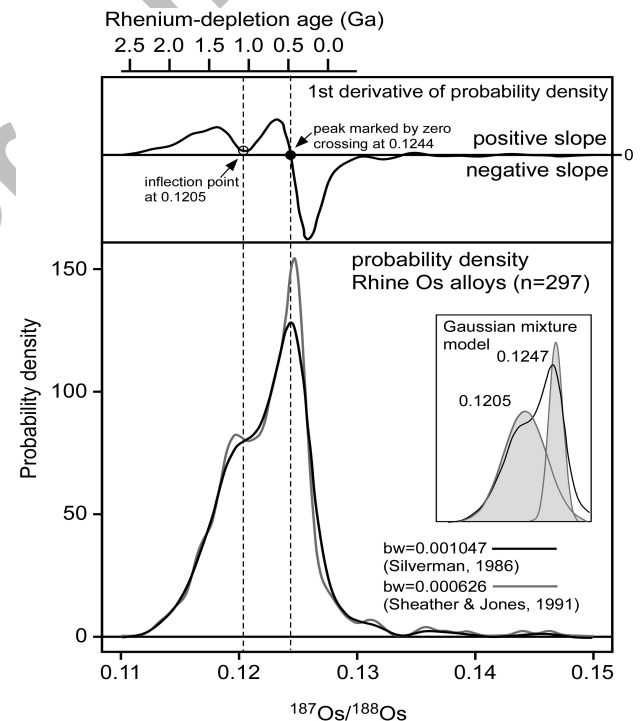 Rhenium-depletion age (Ga)
2.5 2.0 1.5 1.0 0.5 0.0
1st derivative of probability density
peak marked by zero
crossing at 0.1244
positive slope
0
negative slope
inflection point
at 0.1205
probability density
Rhine Os alloys (n=297)
150
100
50
0
Probability density
Gaussian mixture
model
0.1247
0.1205
bw=0.001047
(Silverman, 1986)
bw=0.000626
(Sheather & Jones, 1991)
0.11 0.12 0.13 0.14 0.15
187Os/188Os